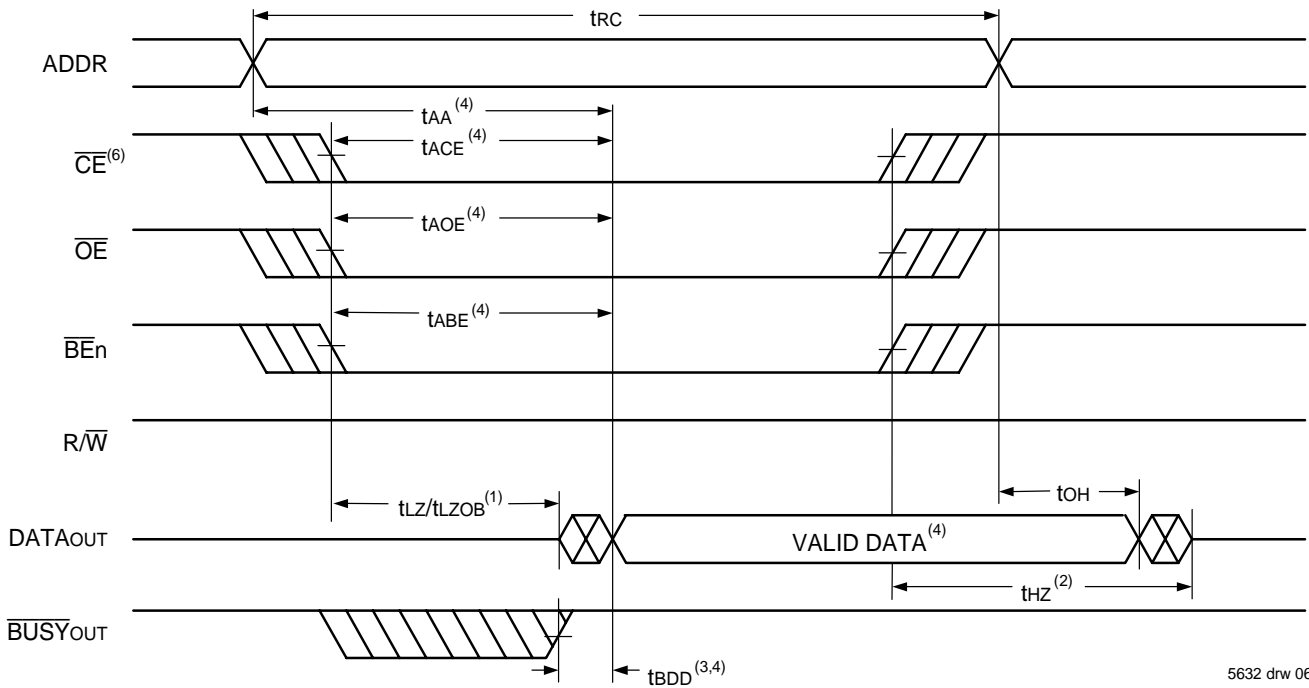 tRC
ADDR
tAA(4)
tACE(4)
CE(6)
tAOE(4)
OE
tABE(4)
BEn
R/W
tLZ/tLZOB(1)
tOH
DATAOUT
VALID DATA(4)
tHZ(2)
BUSYOUT
tBDD(3,4)
5632 drw 06